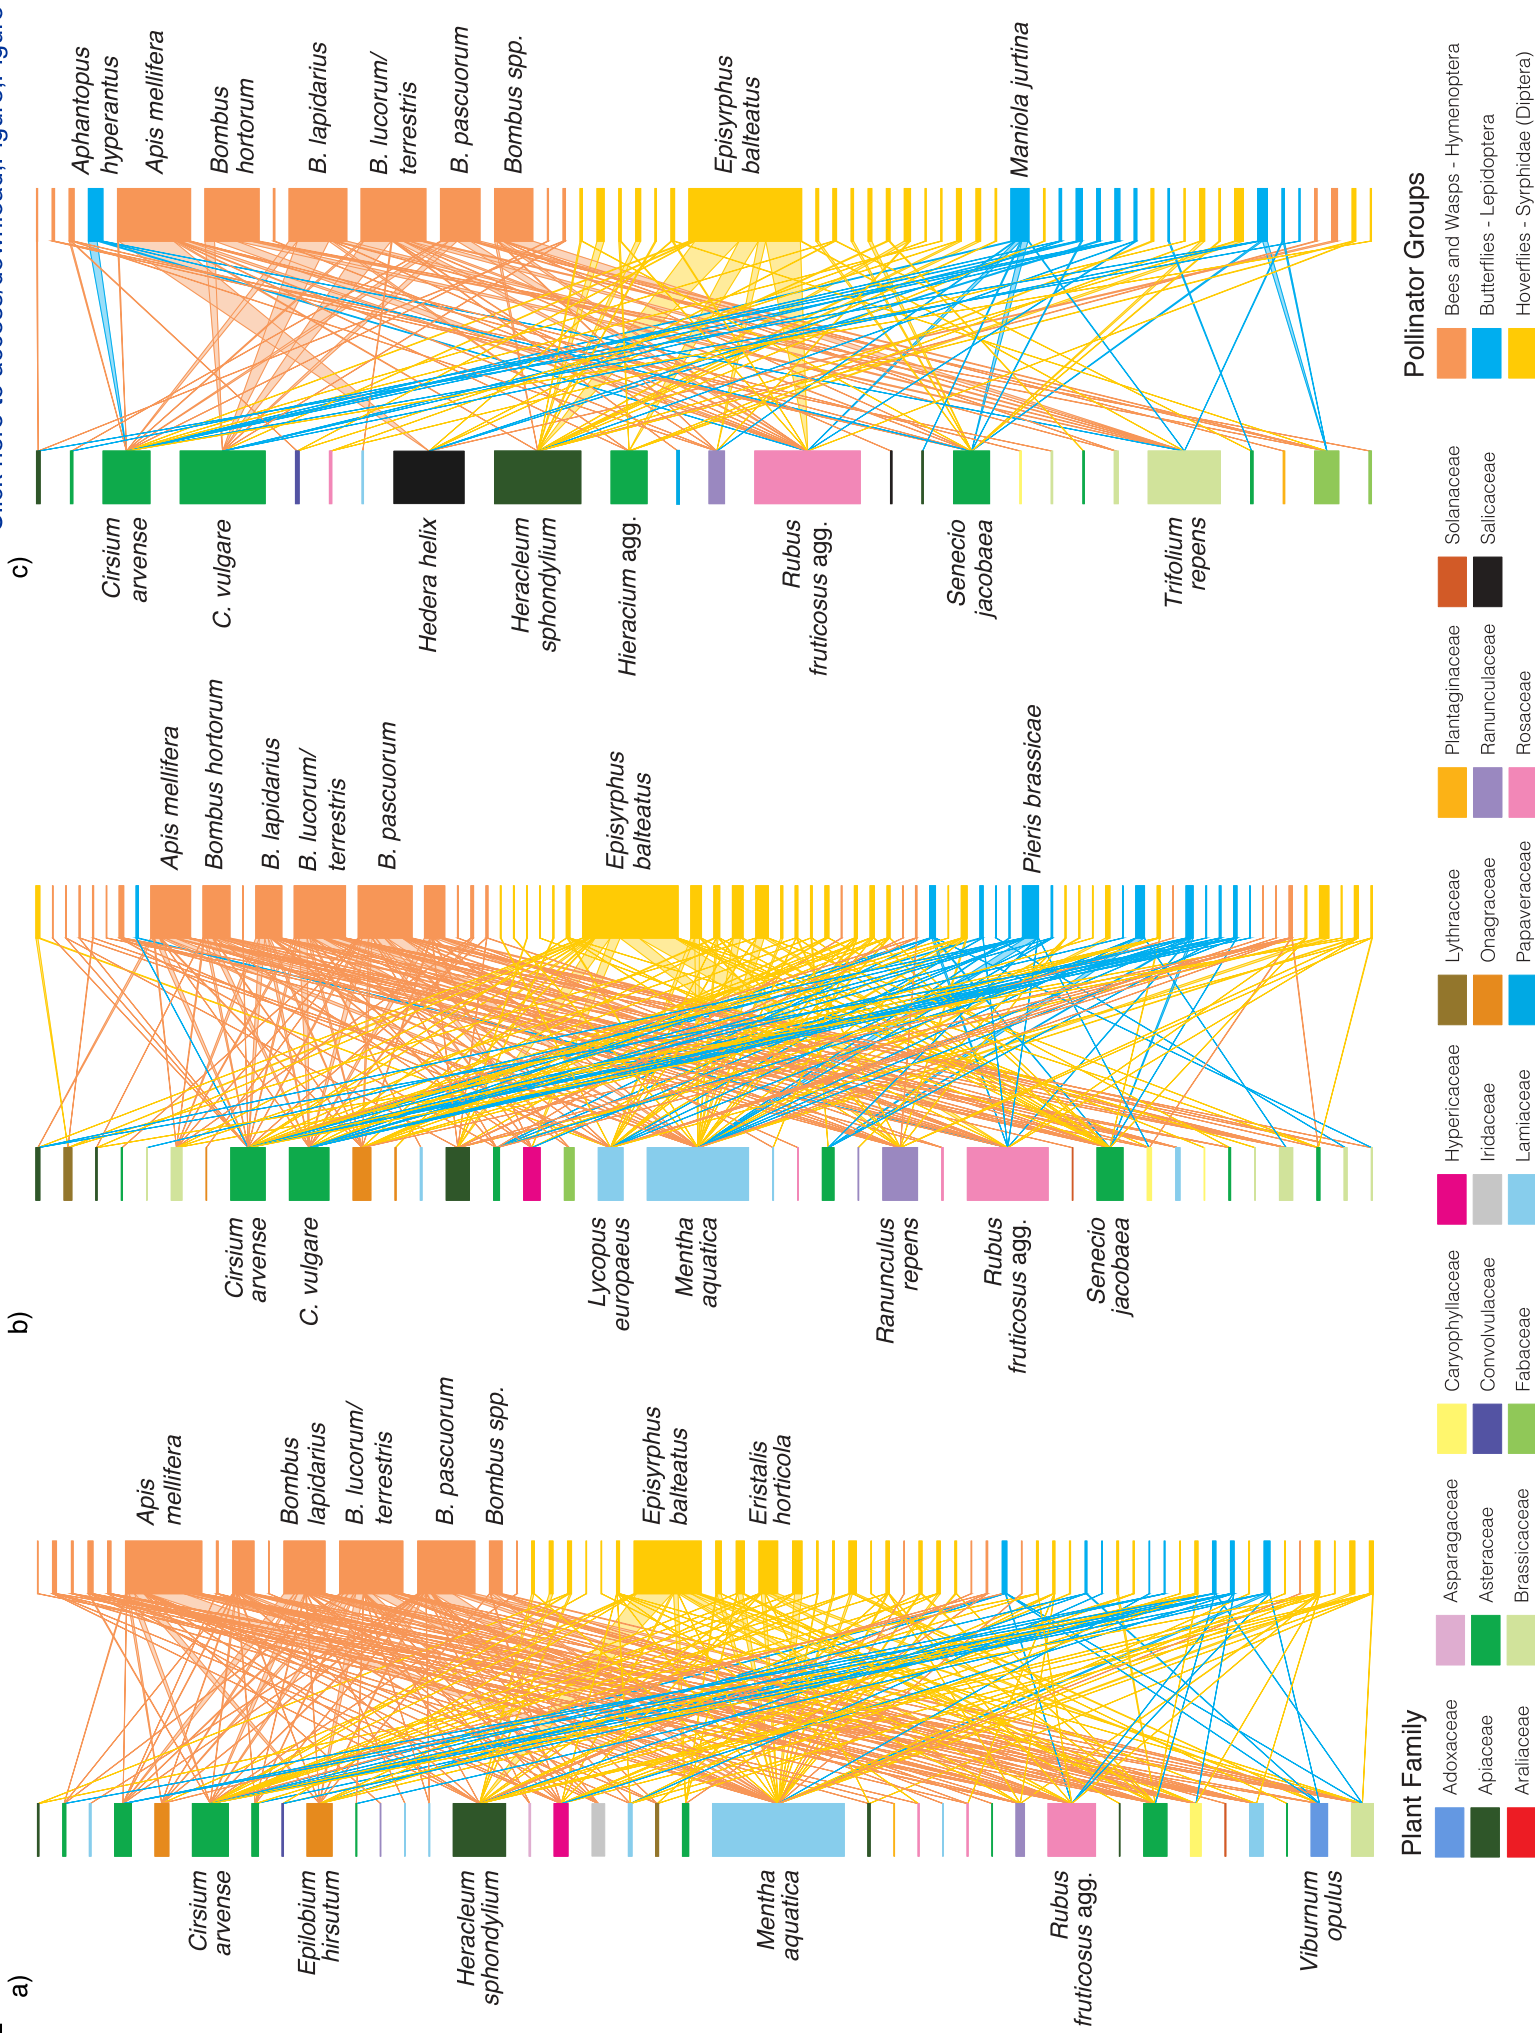 a)
Apis
mellifera
Bombus
lapidarius
B. lucorum/
terrestris
B. pascuorum
Bombus spp.
Episyrphus
balteatus
Eristalis
horticola
Cirsium
arvense
Epilobium
hirsutum
Heracleum
sphondylium
Mentha
aquatica
Rubus
fruticosus agg.
Viburnum
opulus
b)
Apis mellifera
Bombus hortorum
B. lapidarius
B. lucorum/
terrestris
B. pascuorum
Episyrphus
balteatus
Pieris brassicae
Cirsium
arvense
C. vulgare
Lycopus
europaeus
Mentha
aquatica
Ranunculus
repens
Rubus
fruticosus agg.
Senecio
jacobaea
c)
Aphantopus
hyperantus
Apis mellifera
Bombus
hortorum
B. lapidarius
B. lucorum/
terrestris
B. pascuorum
Bombus spp.
Episyrphus
balteatus
Maniola jurtina
Cirsium
arvense
C. vulgare
Hedera helix
Heracleum
sphondylium
Hieracium agg.
Rubus
fruticosus agg.
Senecio
jacobaea
Trifolium
repens
Plant Family
Adoxaceae
Apiaceae
Araliaceae
Asparagaceae
Asteraceae
Brassicaceae
Caryophyllaceae
Convolvulaceae
Fabaceae
Hypericaceae
Iridaceae
Lamiaceae
Lythraceae
Onagraceae
Papaveraceae
Plantaginaceae
Ranunculaceae
Rosaceae
Solanaceae
Salicaceae
Pollinator Groups
Bees and Wasps - Hymenoptera
Butterflies - Lepidoptera
Hoverflies - Syrphidae (Diptera)